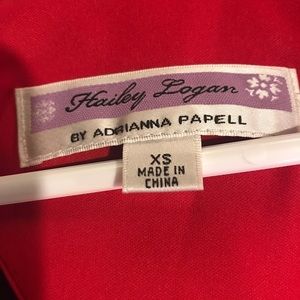 Hailey Logan
BY ADRIANNA PAPELL
XS
MADE IN
CHINA